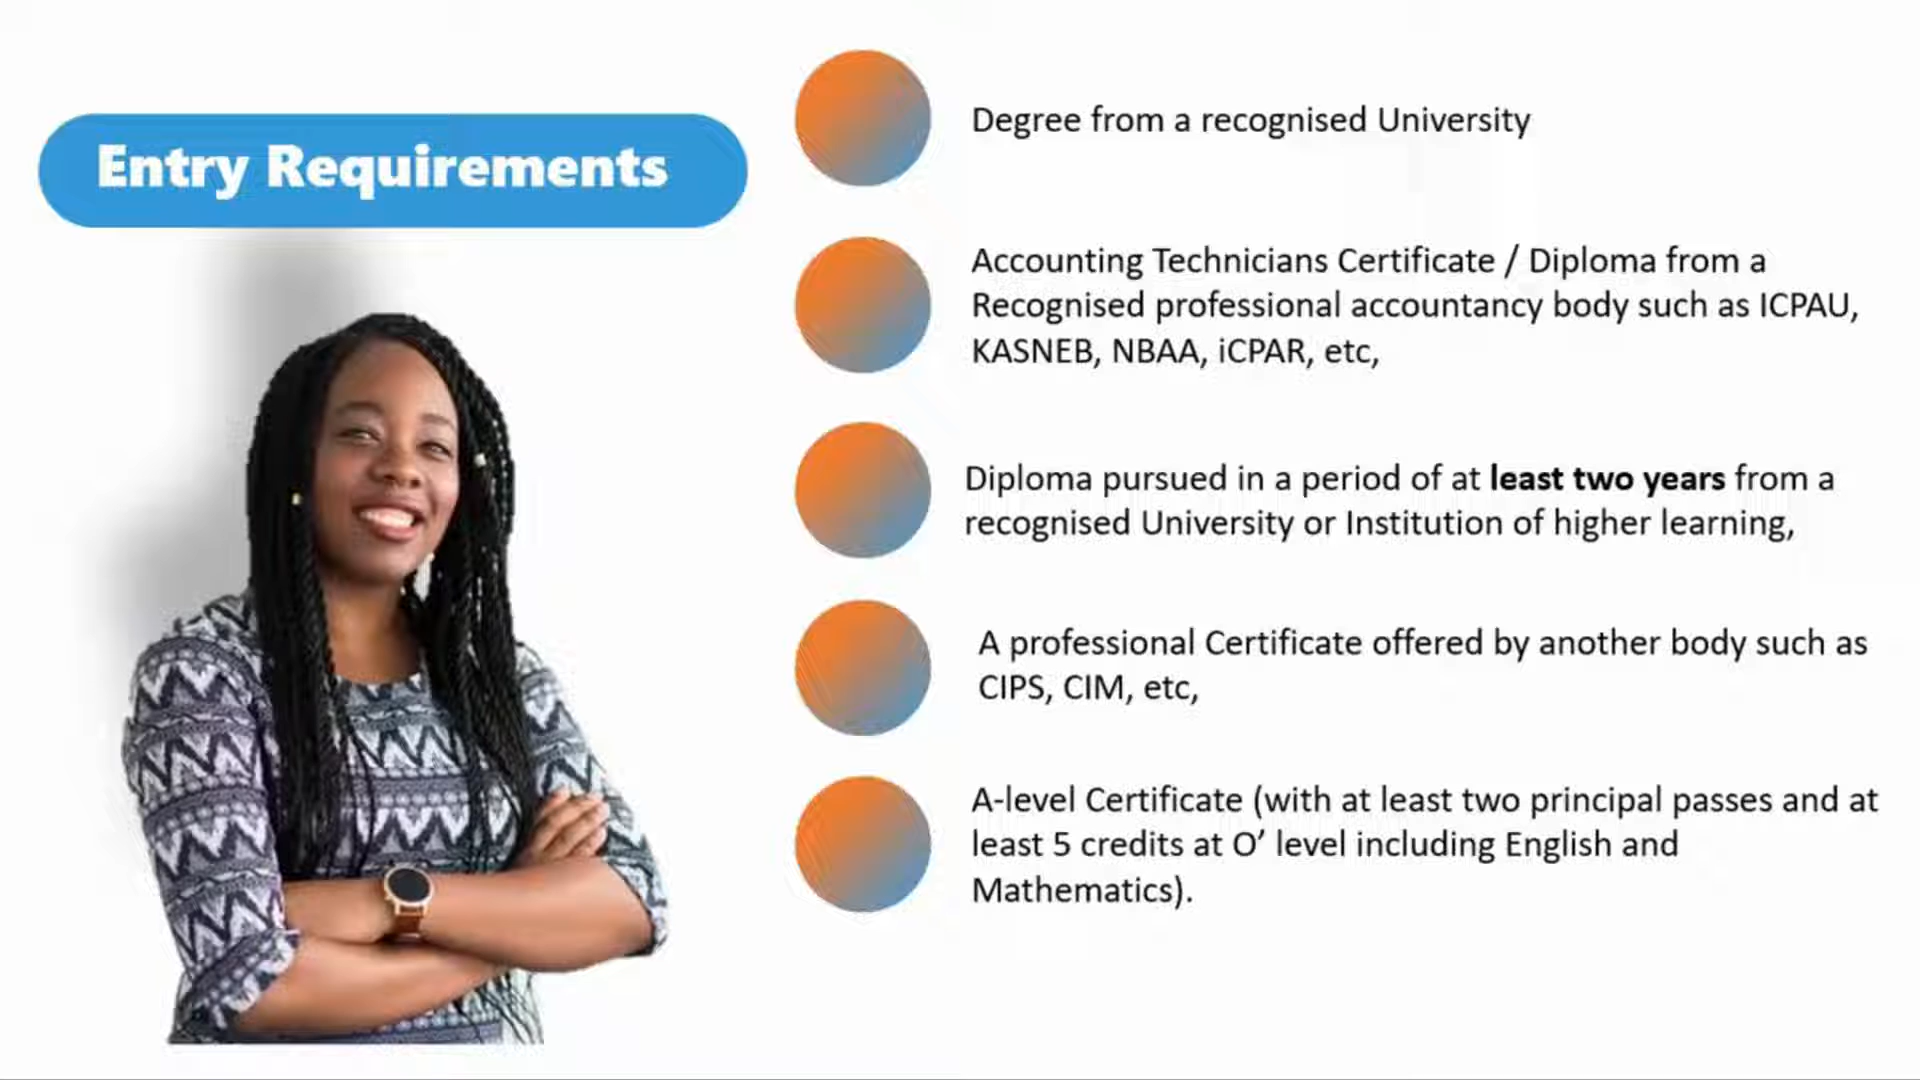 Entry Requirements
Degree from a recognised University
Accounting Technicians Certificate / Diploma from a
Recognised professional accountancy body such as ICPAU,
KASNEB, NBAA, iCPAR, etc,
Diploma pursued in a period of at least two years from a
recognised University or Institution of higher learning,
A professional Certificate offered by another body such as
CIPS, CIM, etc,
A-level Certificate (with at least two principal passes and at
least 5 credits at O’ level including English and
Mathematics).